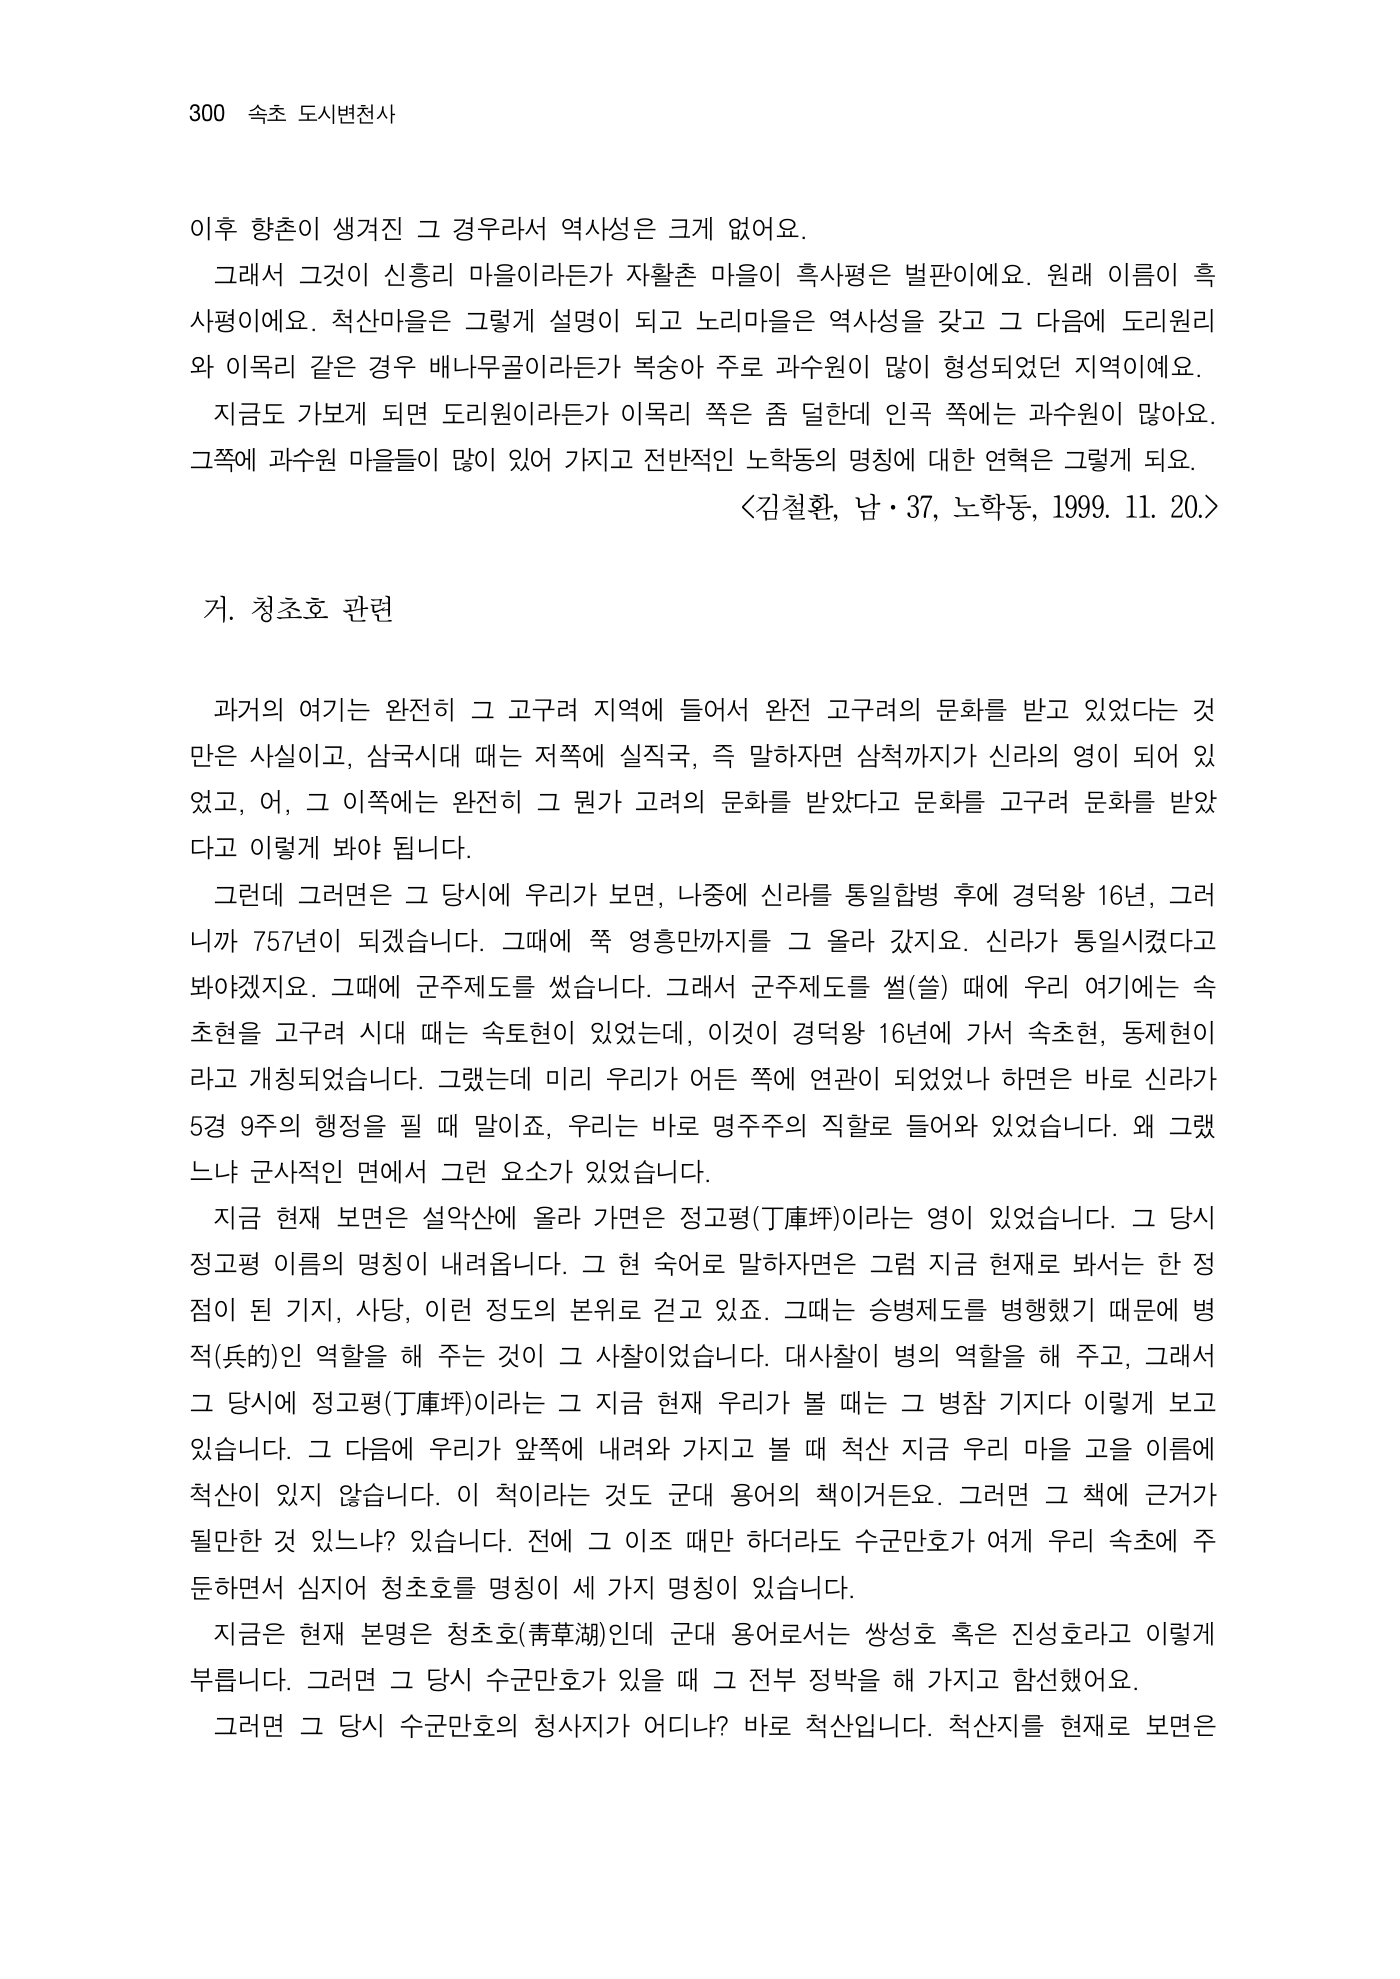 300 속초 도시변천사
이후 향촌이 생겨진 그 경우라서 역사성은 크게 없어요.
그래서 그것이 신흥리 마을이라든가 자활촌 마을이 흑사평은 벌판이에요. 원래 이름이 흑
사평이에요. 척산마을은 그렇게 설명이 되고 노리마을은 역사성을 갖고 그 다음에 도리원리
와 이목리 같은 경우 배나무골이라든가 복숭아 주로 과수원이 많이 형성되었던 지역이예요.
지금도 가보게 되면 도리원이라든가 이목리 쪽은 좀 덜한데 인곡 쪽에는 과수원이 많아요.
그쪽에 과수원 마을들이 많이 있어 가지고 전반적인 노학동의 명칭에 대한 연혁은 그렇게 되요.
<김철환, 남·37, 노학동, 1999. 11. 20.>
거. 청초호 관련
과거의 여기는 완전히 그 고구려 지역에 들어서 완전 고구려의 문화를 받고 있었다는 것
만은 사실이고, 삼국시대 때는 저쪽에 실직국, 즉 말하자면 삼척까지가 신라의 영이 되어 있
었고, 어, 그 이쪽에는 완전히 그 뭔가 고려의 문화를 받았다고 문화를 고구려 문화를 받았
다고 이렇게 봐야 됩니다.
그런데 그러면은 그 당시에 우리가 보면, 나중에 신라를 통일합병 후에 경덕왕 16년, 그러
니까 757년이 되겠습니다. 그때에 쭉 영흥만까지를 그 올라 갔지요. 신라가 통일시켰다고
봐야겠지요. 그때에 군주제도를 썼습니다. 그래서 군주제도를 썰(쓸) 때에 우리 여기에는 속
초현을 고구려 시대 때는 속토현이 있었는데, 이것이 경덕왕 16년에 가서 속초현, 동제현이
라고 개칭되었습니다. 그랬는데 미리 우리가 어든 쪽에 연관이 되었었나 하면은 바로 신라가
5경 9주의 행정을 필 때 말이죠, 우리는 바로 명주주의 직할로 들어와 있었습니다. 왜 그랬
느냐 군사적인 면에서 그런 요소가 있었습니다.
지금 현재 보면은 설악산에 올라 가면은 정고평(丁庫坪)이라는 영이 있었습니다. 그 당시
정고평 이름의 명칭이 내려옵니다. 그 현 숙어로 말하자면은 그럼 지금 현재로 봐서는 한 정
점이 된 기지, 사당, 이런 정도의 본위로 걷고 있죠. 그때는 승병제도를 병행했기 때문에 병
적(兵的)인 역할을 해 주는 것이 그 사찰이었습니다. 대사찰이 병의 역할을 해 주고, 그래서
그 당시에 정고평(丁庫坪)이라는 그 지금 현재 우리가 볼 때는 그 병참 기지다 이렇게 보고
있습니다. 그 다음에 우리가 앞쪽에 내려와 가지고 볼 때 척산 지금 우리 마을 고을 이름에
척산이 있지 않습니다. 이 척이라는 것도 군대 용어의 책이거든요. 그러면 그 책에 근거가
될만한 것 있느냐? 있습니다. 전에 그 이조 때만 하더라도 수군만호가 여게 우리 속초에 주
둔하면서 심지어 청초호를 명칭이 세 가지 명칭이 있습니다.
지금은 현재 본명은 청초호(靑草湖)인데 군대 용어로서는 쌍성호 혹은 진성호라고 이렇게
부릅니다. 그러면 그 당시 수군만호가 있을 때 그 전부 정박을 해 가지고 함선했어요.
그러면 그 당시 수군만호의 청사지가 어디냐? 바로 척산입니다. 척산지를 현재로 보면은